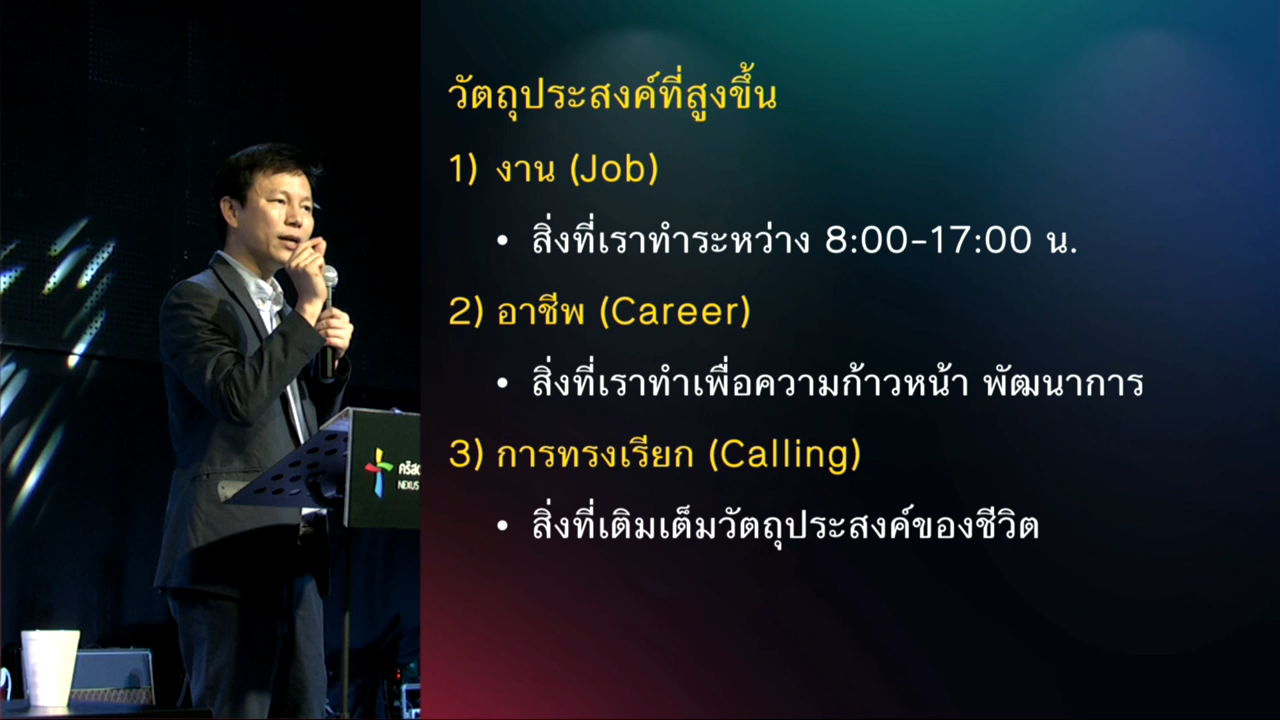 วัตถุประสงค์ที่สูงขึ้น
1) งาน (Job)
• สิ่งที่เราทำระหว่าง 8:00-17:00 น.
2) อาชีพ (Career)
• สิ่งที่เราทำเพื่อความก้าวหน้า พัฒนาการ
3) การทรงเรียก (Calling)
• สิ่งที่เติมเต็มวัตถุประสงค์ของชีวิต
NEXUS